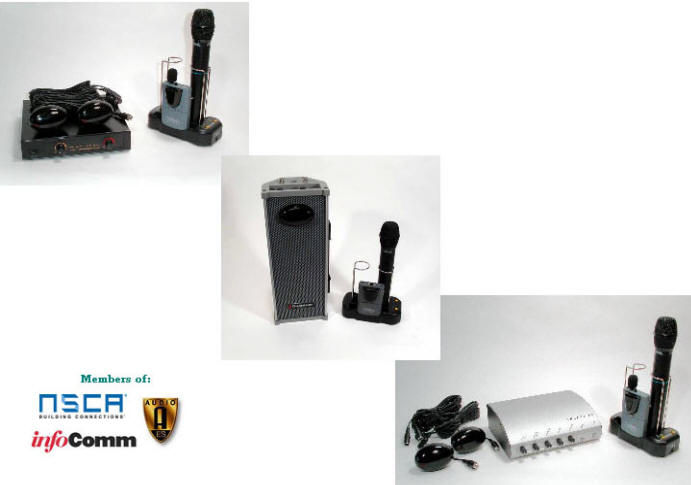 Members of:
NSCA
BUILDING CONNECTIONS
AUDIO
AES
infoComm